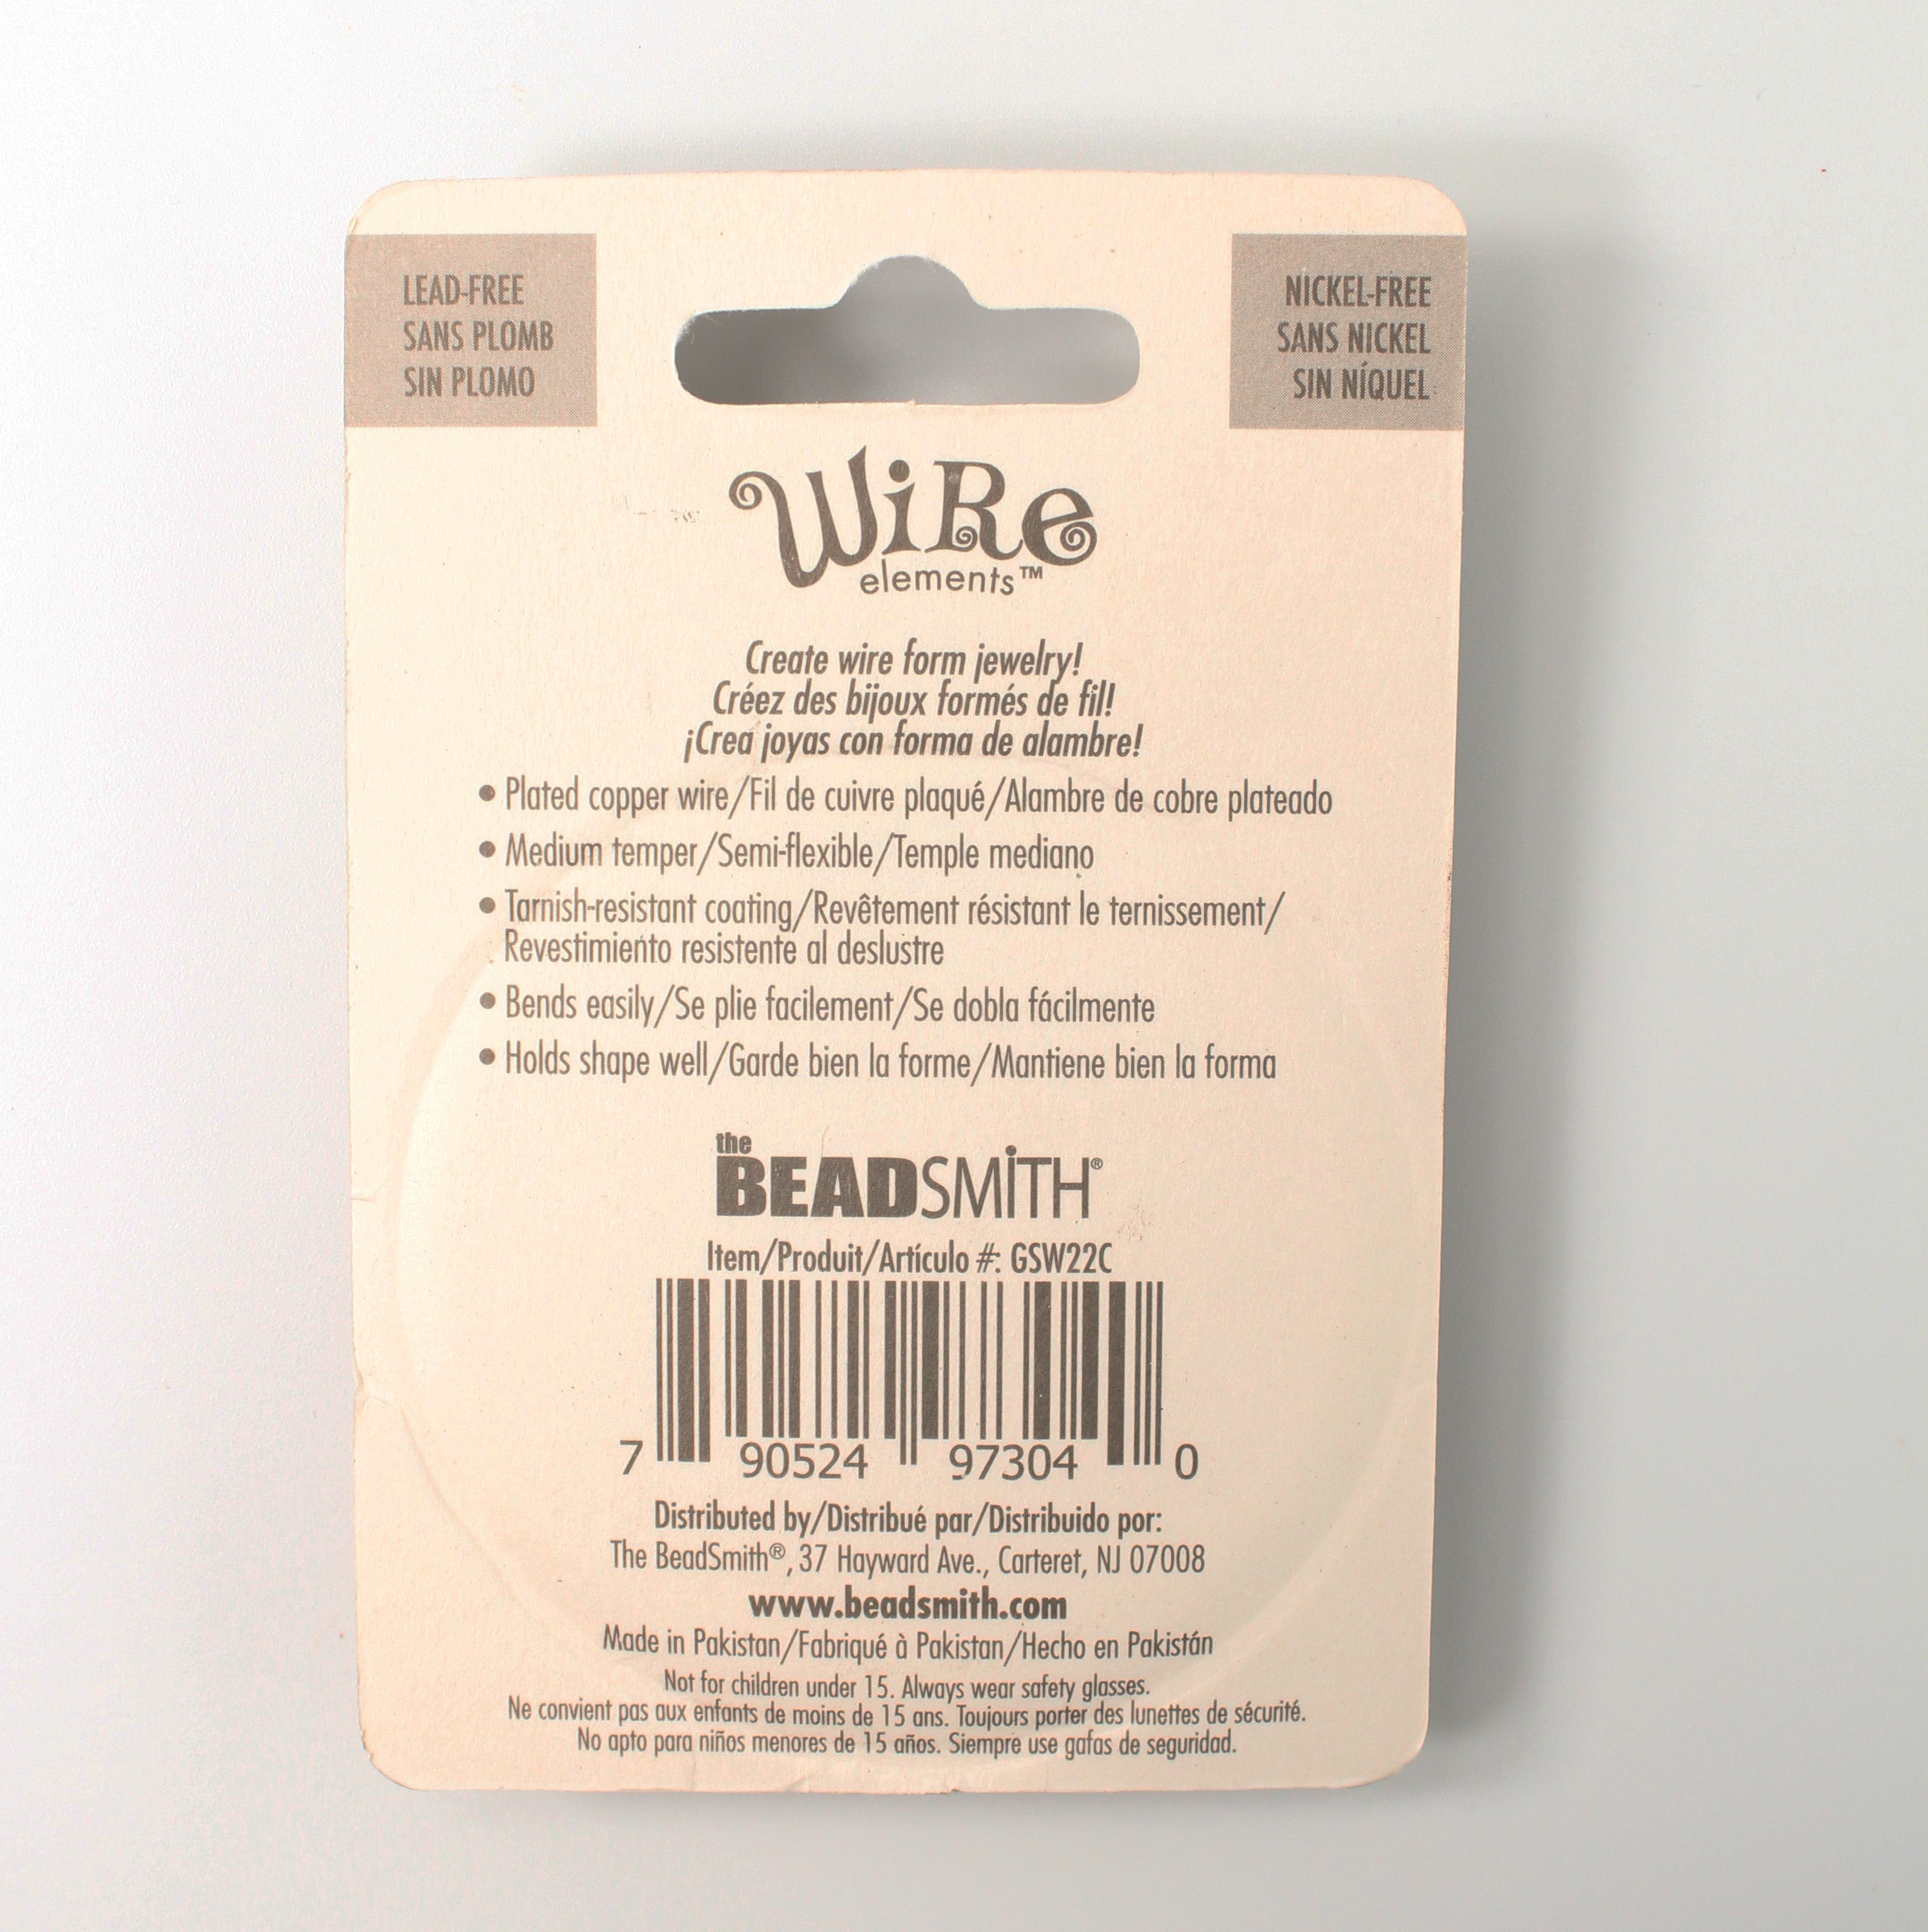 LEAD-FREE
SANS PLOMB
SIN PLOMO
NICKEL-FREE
SANS NICKEL
SIN NÍQUEL
WiRe
elements™
Create wire form jewelry!
Créez des bijoux formés de fil!
¡Crea joyas con forma de alambre!
• Plated copper wire/Fil de cuivre plaqué/Alambre de cobre plateado
• Medium temper/Semi-flexible/Temple mediano
• Tarnish-resistant coating/Revêtement résistant le ternissement/
Revestimiento resistente al deslustre
• Bends easily/Se plie facilement/Se dobla fácilmente
• Holds shape well/Garde bien la forme/Mantiene bien la forma
the
BEADSMiTH®
Item/Produit/Artículo #: GSW22C
7 90524 97304 0
Distributed by/Distribué par/Distribuido por:
The BeadSmith®, 37 Hayward Ave., Carteret, NJ 07008
www.beadsmith.com
Made in Pakistan/Fabriqué à Pakistan/Hecho en Pakistán
Not for children under 15. Always wear safety glasses.
Ne convient pas aux enfants de moins de 15 ans. Toujours porter des lunettes de sécurité.
No apto para niños menores de 15 años. Siempre use gafas de seguridad.